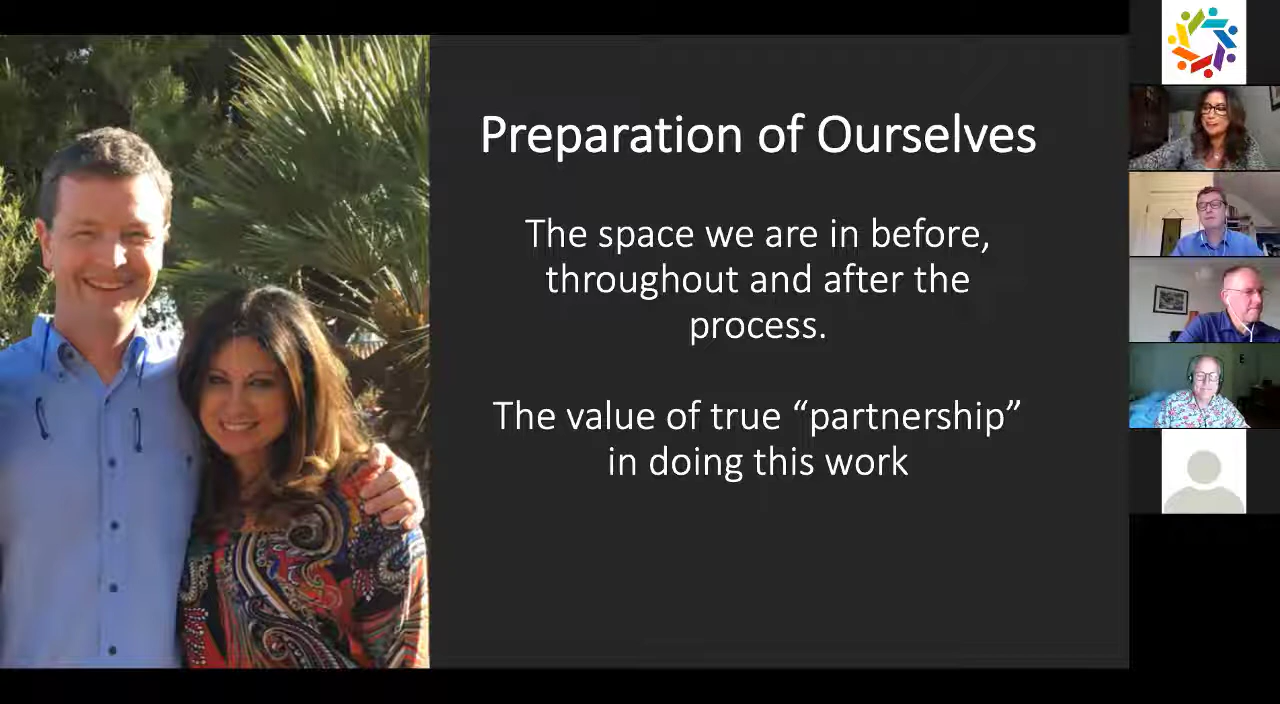 Preparation of Ourselves
The space we are in before,
throughout and after the
process.
The value of true “partnership”
in doing this work